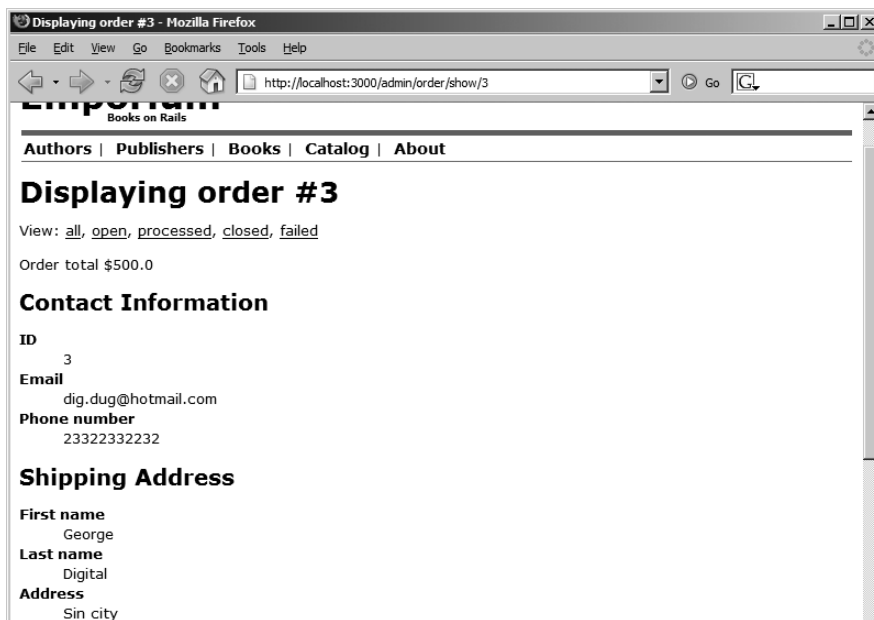 Displaying order #3 - Mozilla Firefox
File Edit View Go Bookmarks Tools Help
http://localhost:3000/admin/order/show/3 Go G
Emporium
Books on Rails
Authors | Publishers | Books | Catalog | About
Displaying order #3
View: all, open, processed, closed, failed
Order total $500.0
Contact Information
ID
3
Email
dig.dug@hotmail.com
Phone number
23322332232
Shipping Address
First name
George
Last name
Digital
Address
Sin city